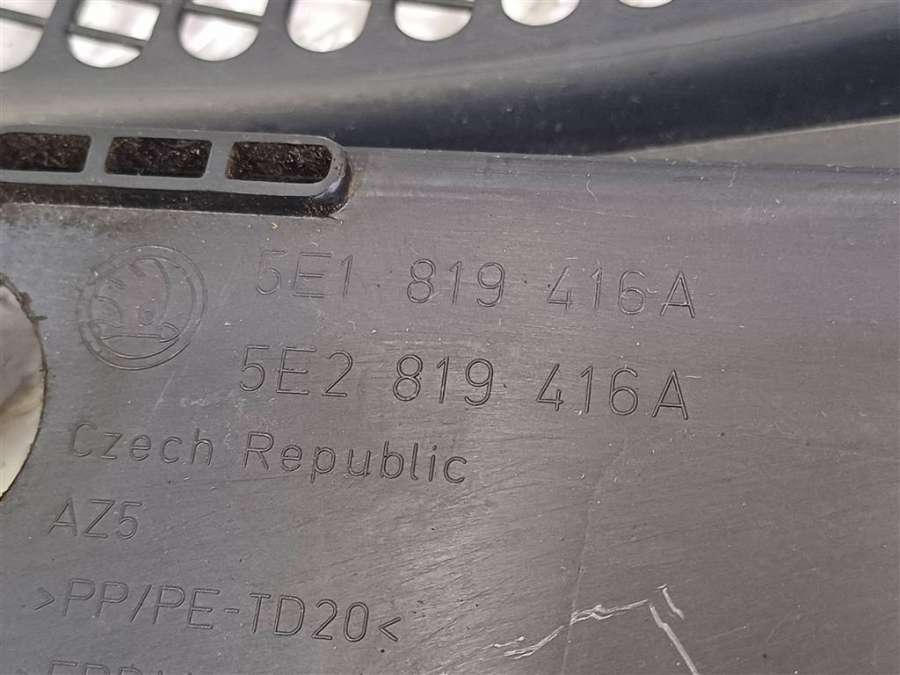 5E1 819 416A
5E2 819 416A
Czech Republic
AZ5
>PP/PE-TD20<